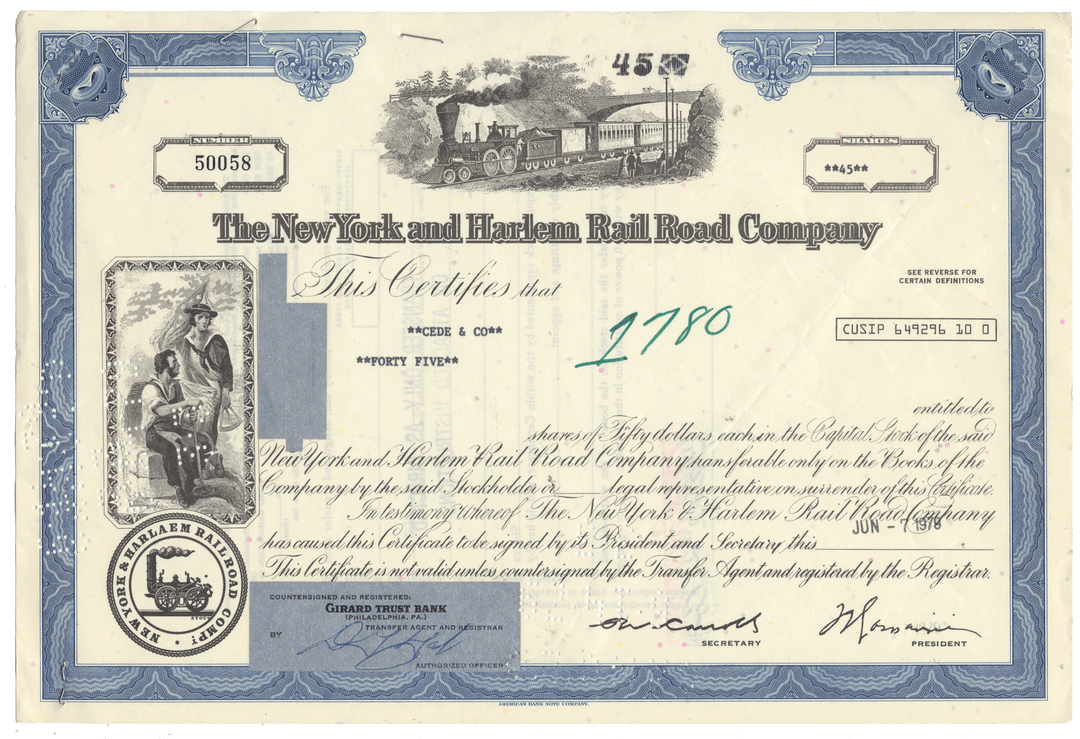 45
NUMBER
50058
SHARES
**45**
The New York and Harlem Rail Road Company
SEE REVERSE FOR
CERTAIN DEFINITIONS
This Certifies that
CUSIP 649296 10 0
**CEDE & CO**
1780
**FORTY FIVE**
entitled to
shares of Fifty dollars each in the Capital Stock of the said
New York and Harlem Rail Road Company transferable only on the Books of the
Company by the said Stockholder or legal representative on surrender of this Certificate.
In testimony Whereof The New York & Harlem Rail Road Company
has caused this Certificate to be signed by its President and Secretary this JUN - 7 1978
This Certificate is not valid unless countersigned by the Transfer Agent and registered by the Registrar.
NEW YORK & HARLAEM RAILROAD COMPY
COUNTERSIGNED AND REGISTERED:
GIRARD TRUST BANK
(PHILADELPHIA, PA.)
TRANSFER AGENT AND REGISTRAR
BY
AUTHORIZED OFFICER
SECRETARY
PRESIDENT
AMERICAN BANK NOTE COMPANY.